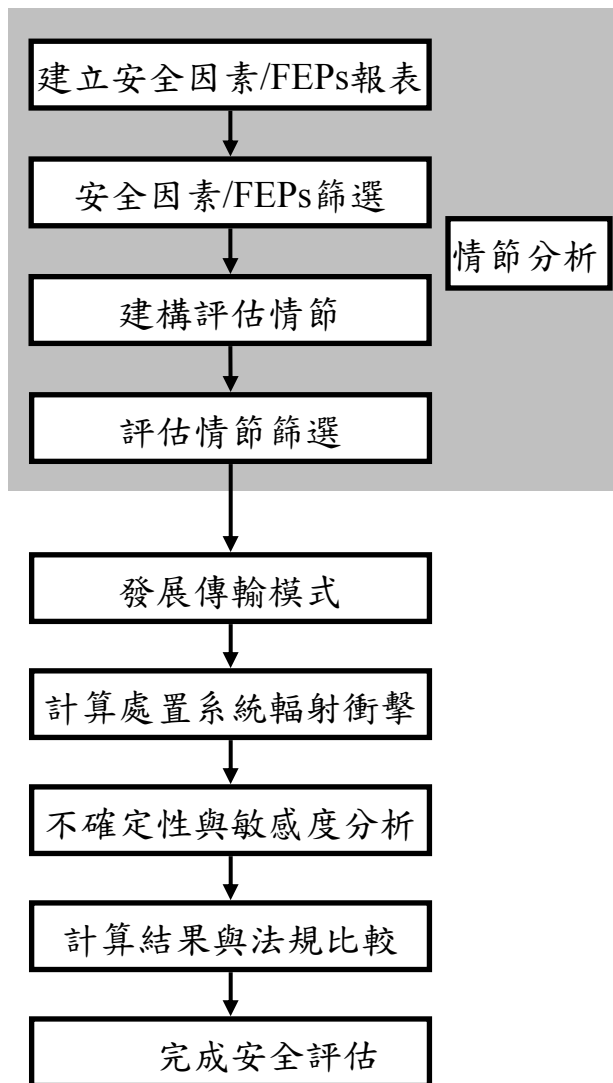 建立安全因素/FEPs報表
安全因素/FEPs篩選
情節分析
建構評估情節
評估情節篩選
發展傳輸模式
計算處置系統輻射衝擊
不確定性與敏感度分析
計算結果與法規比較
完成安全評估